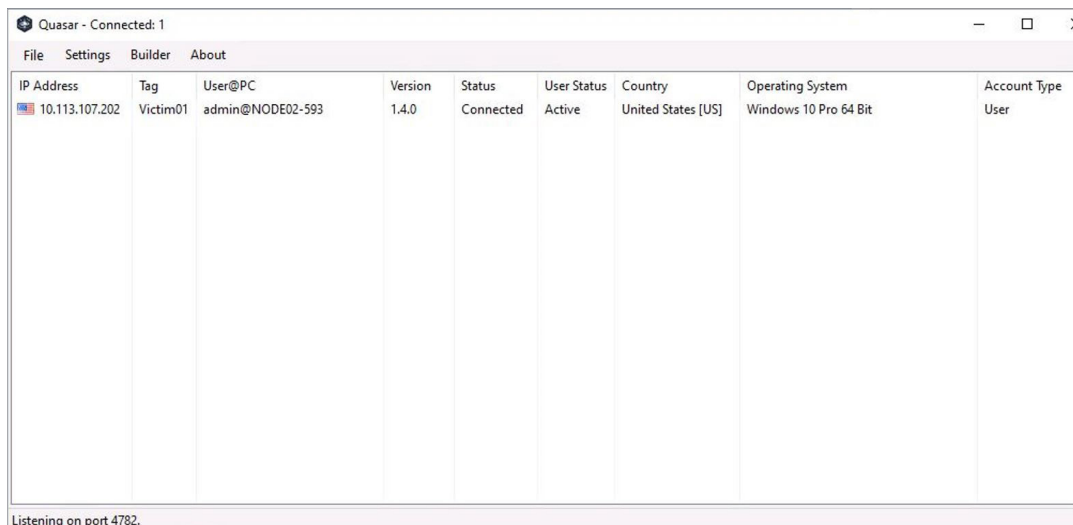 Quasar - Connected: 1
File Settings Builder About
IP Address Tag User@PC Version Status User Status Country Operating System Account Type
10.113.107.202 Victim01 admin@NODE02-593 1.4.0 Connected Active United States [US] Windows 10 Pro 64 Bit User
Listening on port 4782.